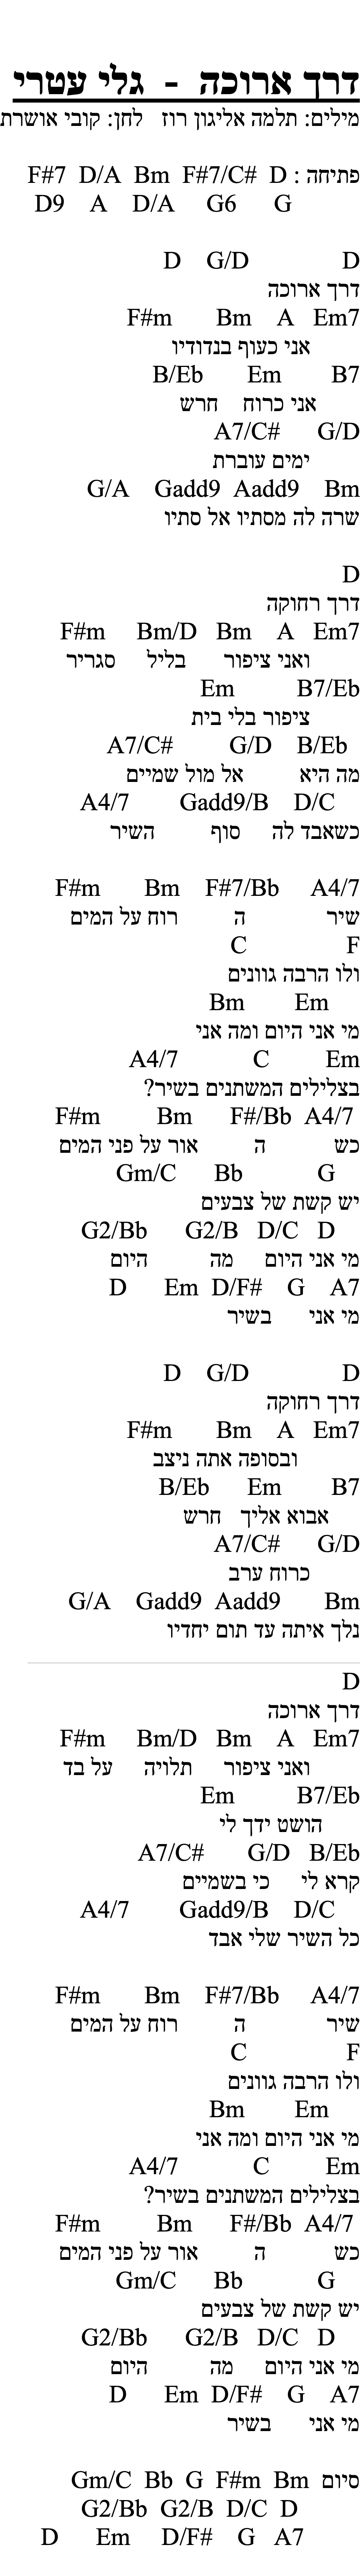 דרך ארוכה - גלי עטרי
מילים: תלמה אליגון רוז לחן: קובי אושרת
פתיחה : F#7 D/A Bm F#7/C# D
D9 A D/A G6 G
D G/D D
דרך ארוכה
F#m Bm A Em7
אני כעוף בנדודיו
B/Eb Em B7
אני כרוח חרש
A7/C# G/D
ימים עוברת
G/A Gadd9 Aadd9 Bm
שרה לה מסתיו אל סתיו
D
דרך רחוקה
F#m Bm/D Bm A Em7
ואני ציפור בליל סגריר
Em B7/Eb
ציפור בלי בית
A7/C# G/D B/Eb
מה היא אל מול שמיים
A4/7 Gadd9/B D/C
כשאבד לה סוף השיר
F#m Bm F#7/Bb A4/7
שיר ה רוח על המים
C F
ולו הרבה גוונים
Bm Em
מי אני היום ומה אני
A4/7 C Em
בצלילים המשתנים בשיר?
F#m Bm F#/Bb A4/7
כש ה אור על פני המים
Gm/C Bb G
יש קשת של צבעים
G2/Bb G2/B D/C D
מי אני היום מה היום
D Em D/F# G A7
מי אני בשיר
D G/D D
דרך רחוקה
F#m Bm A Em7
ובסופה אתה ניצב
B/Eb Em B7
אבוא אליך חרש
A7/C# G/D
כרוח ערב
G/A Gadd9 Aadd9 Bm
נלך איתה עד תום יחדיו
D
דרך ארוכה
F#m Bm/D Bm A Em7
ואני ציפור תלויה על בד
Em B7/Eb
הושט ידך לי
A7/C# G/D B/Eb
קרא לי כי בשמיים
A4/7 Gadd9/B D/C
כל השיר שלי אבד
F#m Bm F#7/Bb A4/7
שיר ה רוח על המים
C F
ולו הרבה גוונים
Bm Em
מי אני היום ומה אני
A4/7 C Em
בצלילים המשתנים בשיר?
F#m Bm F#/Bb A4/7
כש ה אור על פני המים
Gm/C Bb G
יש קשת של צבעים
G2/Bb G2/B D/C D
מי אני היום מה היום
D Em D/F# G A7
מי אני בשיר
סיום Gm/C Bb G F#m Bm
G2/Bb G2/B D/C D
D Em D/F# G A7